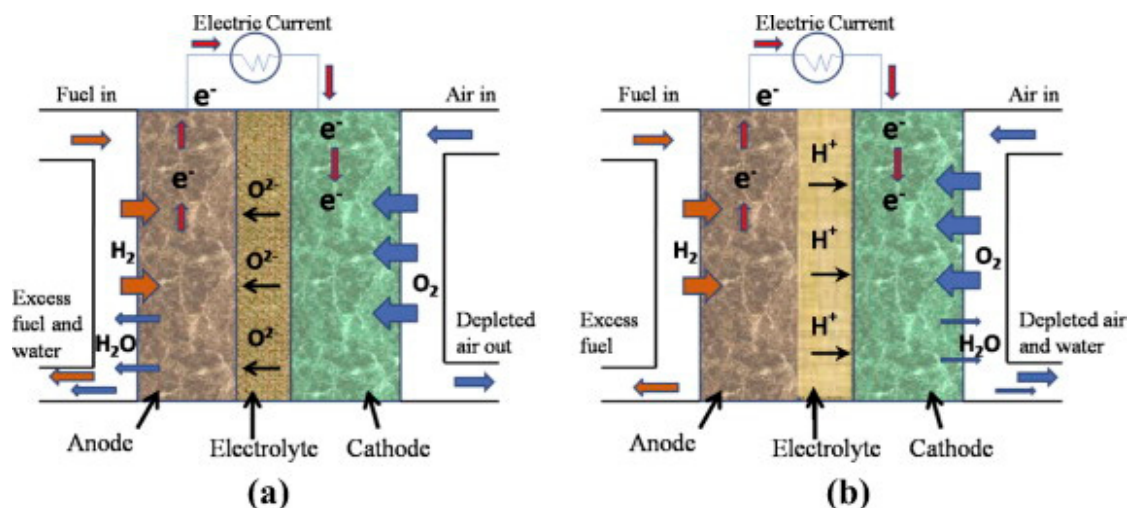 Electric Current
Fuel in
e-
Air in
e-
e-
e-
O²⁻
O²⁻
O²⁻
H₂
H₂O
O₂
Excess
fuel and
water
Depleted
air out
Anode
Electrolyte
Cathode
(a)
Electric Current
Fuel in
e-
Air in
e-
e-
e-
H⁺
H⁺
H⁺
H₂
O₂
H₂O
Excess
fuel
Depleted air
and water
Anode
Electrolyte
Cathode
(b)